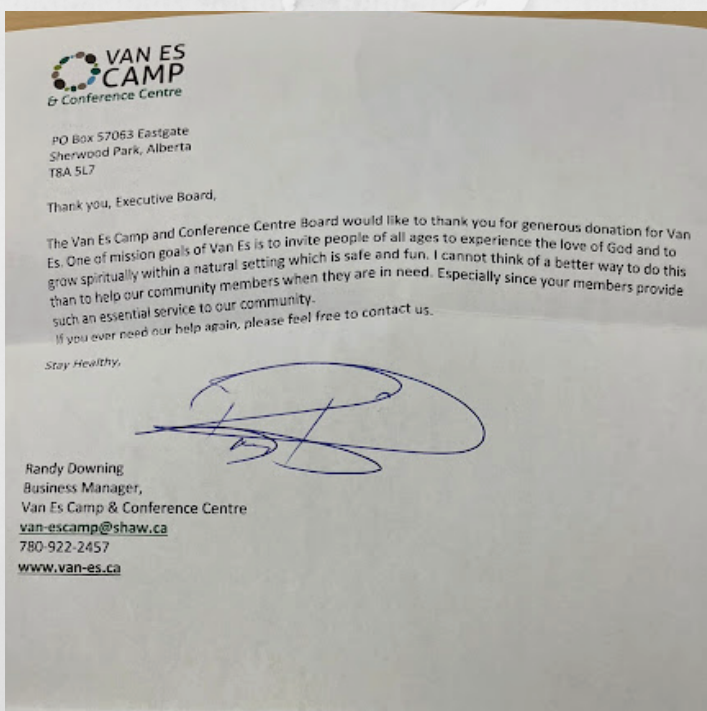 VAN ES
CAMP
& Conference Centre
PO Box 57063 Eastgate
Sherwood Park, Alberta
T8A 5L7
Thank you, Executive Board,
The Van Es Camp and Conference Centre Board would like to thank you for generous donation for Van
Es. One of mission goals of Van Es is to invite people of all ages to experience the love of God and to
grow spiritually within a natural setting which is safe and fun. I cannot think of a better way to do this
than to help our community members when they are in need. Especially since your members provide
such an essential service to our community.
If you ever need our help again, please feel free to contact us.
Stay Healthy,
Randy Downing
Business Manager,
Van Es Camp & Conference Centre
van-escamp@shaw.ca
780-922-2457
www.van-es.ca